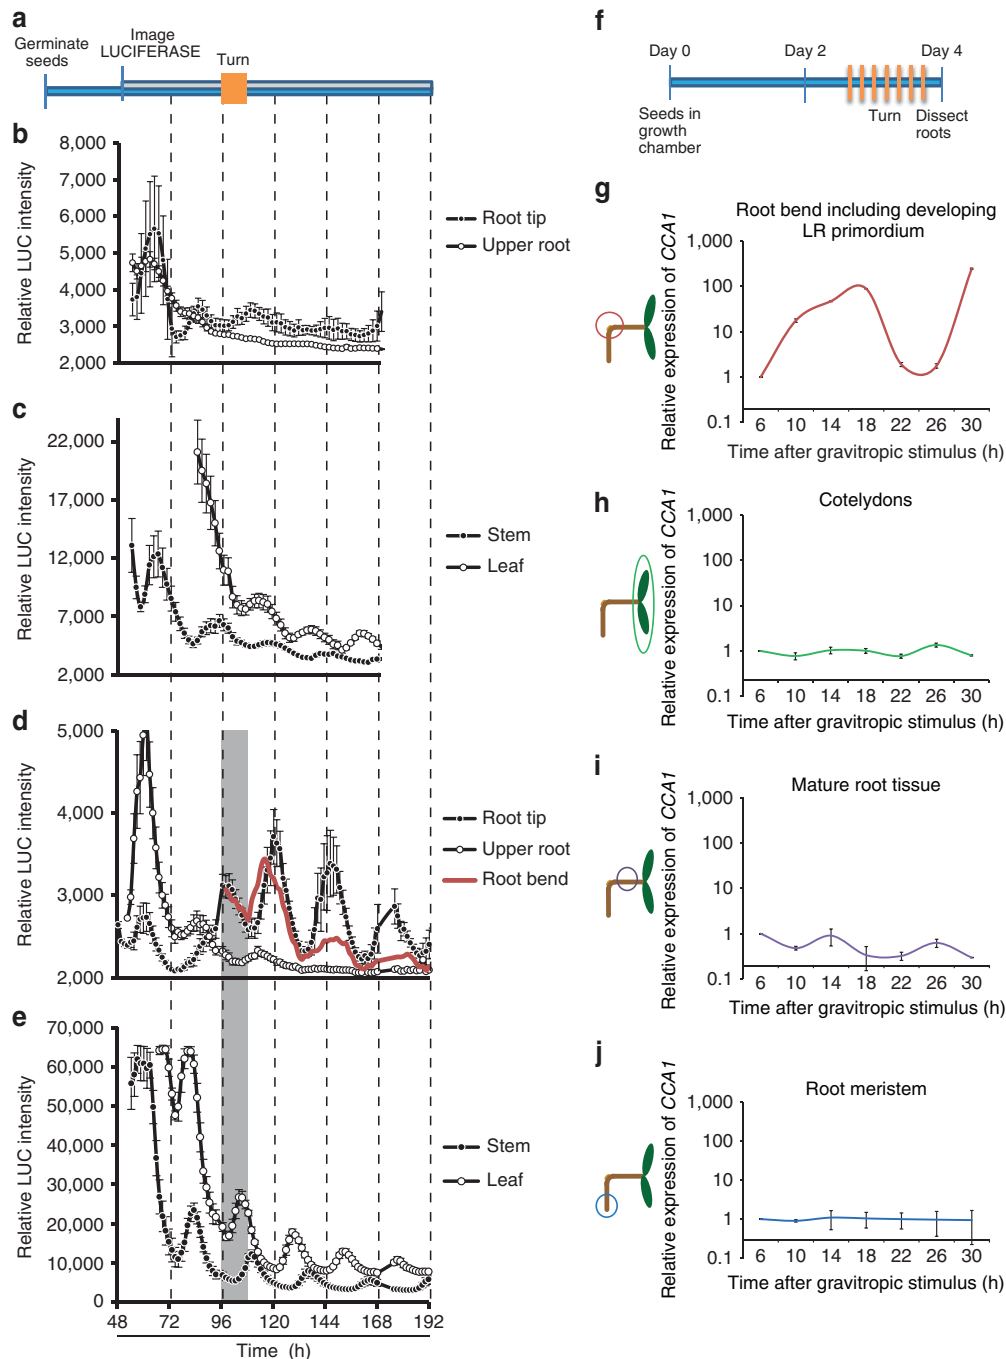 a
Germinate
seeds
Image
LUCIFERASE
Turn
b
Relative LUC intensity
8,000
7,000
6,000
5,000
4,000
3,000
2,000
Root tip
Upper root
c
Relative LUC intensity
22,000
17,000
12,000
7,000
2,000
Stem
Leaf
d
Relative LUC intensity
5,000
4,000
3,000
2,000
Root tip
Upper root
Root bend
e
Relative LUC intensity
70,000
60,000
50,000
40,000
30,000
20,000
10,000
0
48 72 96 120 144 168 192
Time (h)
Stem
Leaf
f
Day 0 Day 2 Day 4
Seeds in
growth
chamber
Turn
Dissect
roots
g
Root bend including developing
LR primordium
Relative expression of CCA1
1,000
100
10
1
0.1
6 10 14 18 22 26 30
Time after gravitropic stimulus (h)
h
Cotelydons
Relative expression of CCA1
1,000
100
10
1
0.1
6 10 14 18 22 26 30
Time after gravitropic stimulus (h)
i
Mature root tissue
Relative expression of CCA1
1,000
100
10
1
0.1
6 10 14 18 22 26 30
Time after gravitropic stimulus (h)
j
Root meristem
Relative expression of CCA1
1,000
100
10
1
0.1
6 10 14 18 22 26 30
Time after gravitropic stimulus (h)